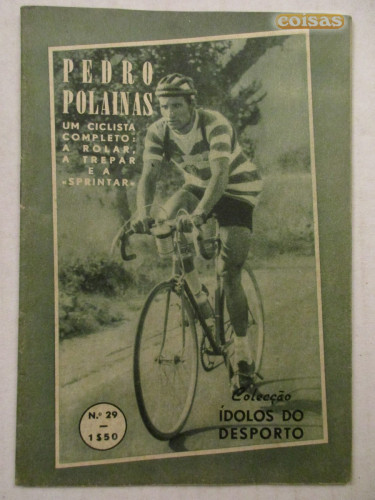 coisas
PEDRO
POLAINAS
UM CICLISTA
COMPLETO:
A ROLAR,
A TREPAR
E A
«SPRINTAR»
Nº 29
1$50
Colecção
ÍDOLOS DO
DESPORTO